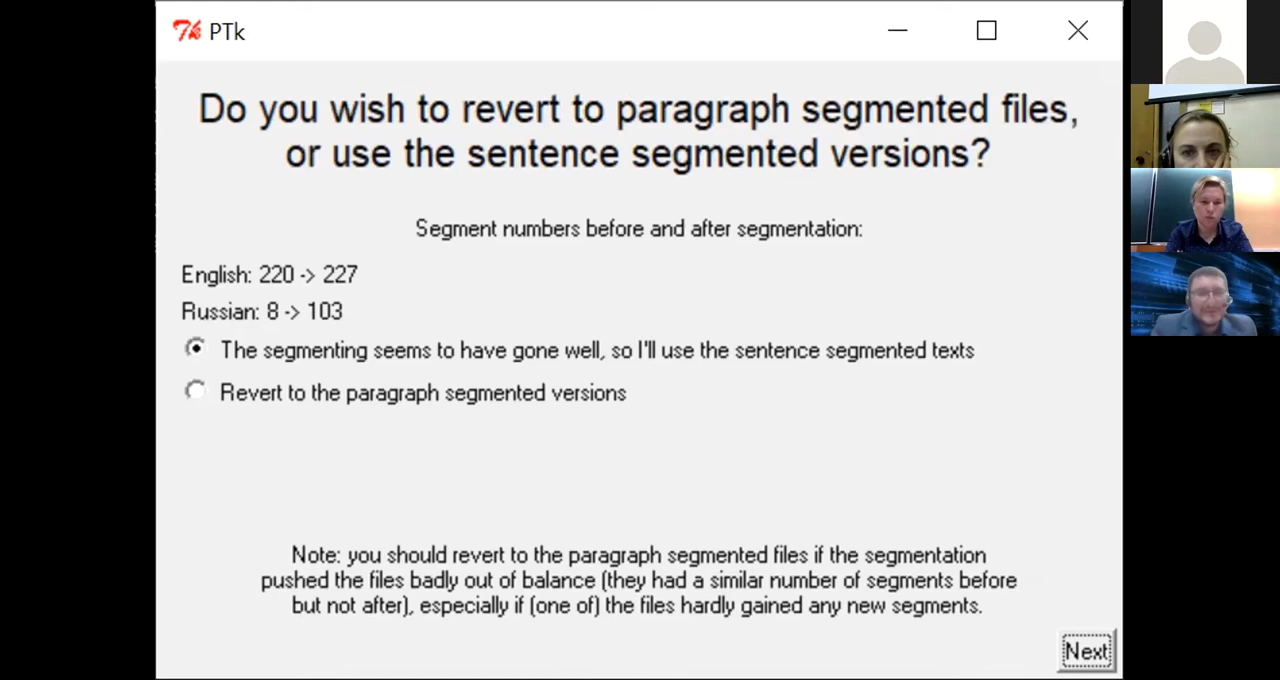 PTk
Do you wish to revert to paragraph segmented files,
or use the sentence segmented versions?
Segment numbers before and after segmentation:
English: 220 -> 227
Russian: 8 -> 103
The segmenting seems to have gone well, so I'll use the sentence segmented texts
Revert to the paragraph segmented versions
Note: you should revert to the paragraph segmented files if the segmentation
pushed the files badly out of balance (they had a similar number of segments before
but not after), especially if (one of) the files hardly gained any new segments.
Next